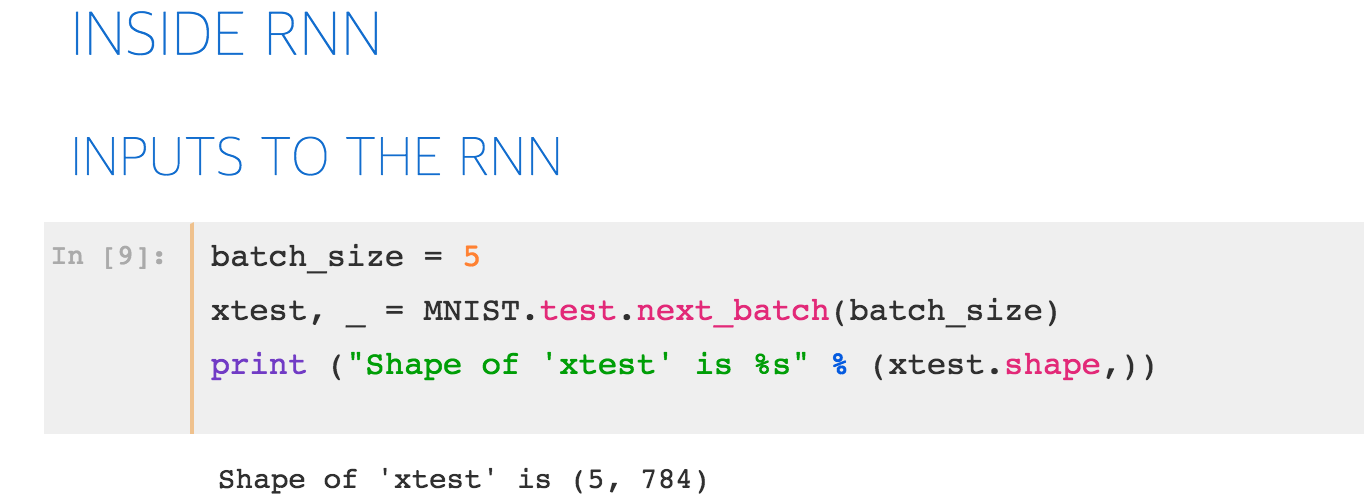 INSIDE RNN
INPUTS TO THE RNN
In [9]: batch_size = 5
xtest, _ = MNIST.test.next_batch(batch_size)
print ("Shape of 'xtest' is %s" % (xtest.shape,))
Shape of 'xtest' is (5, 784)